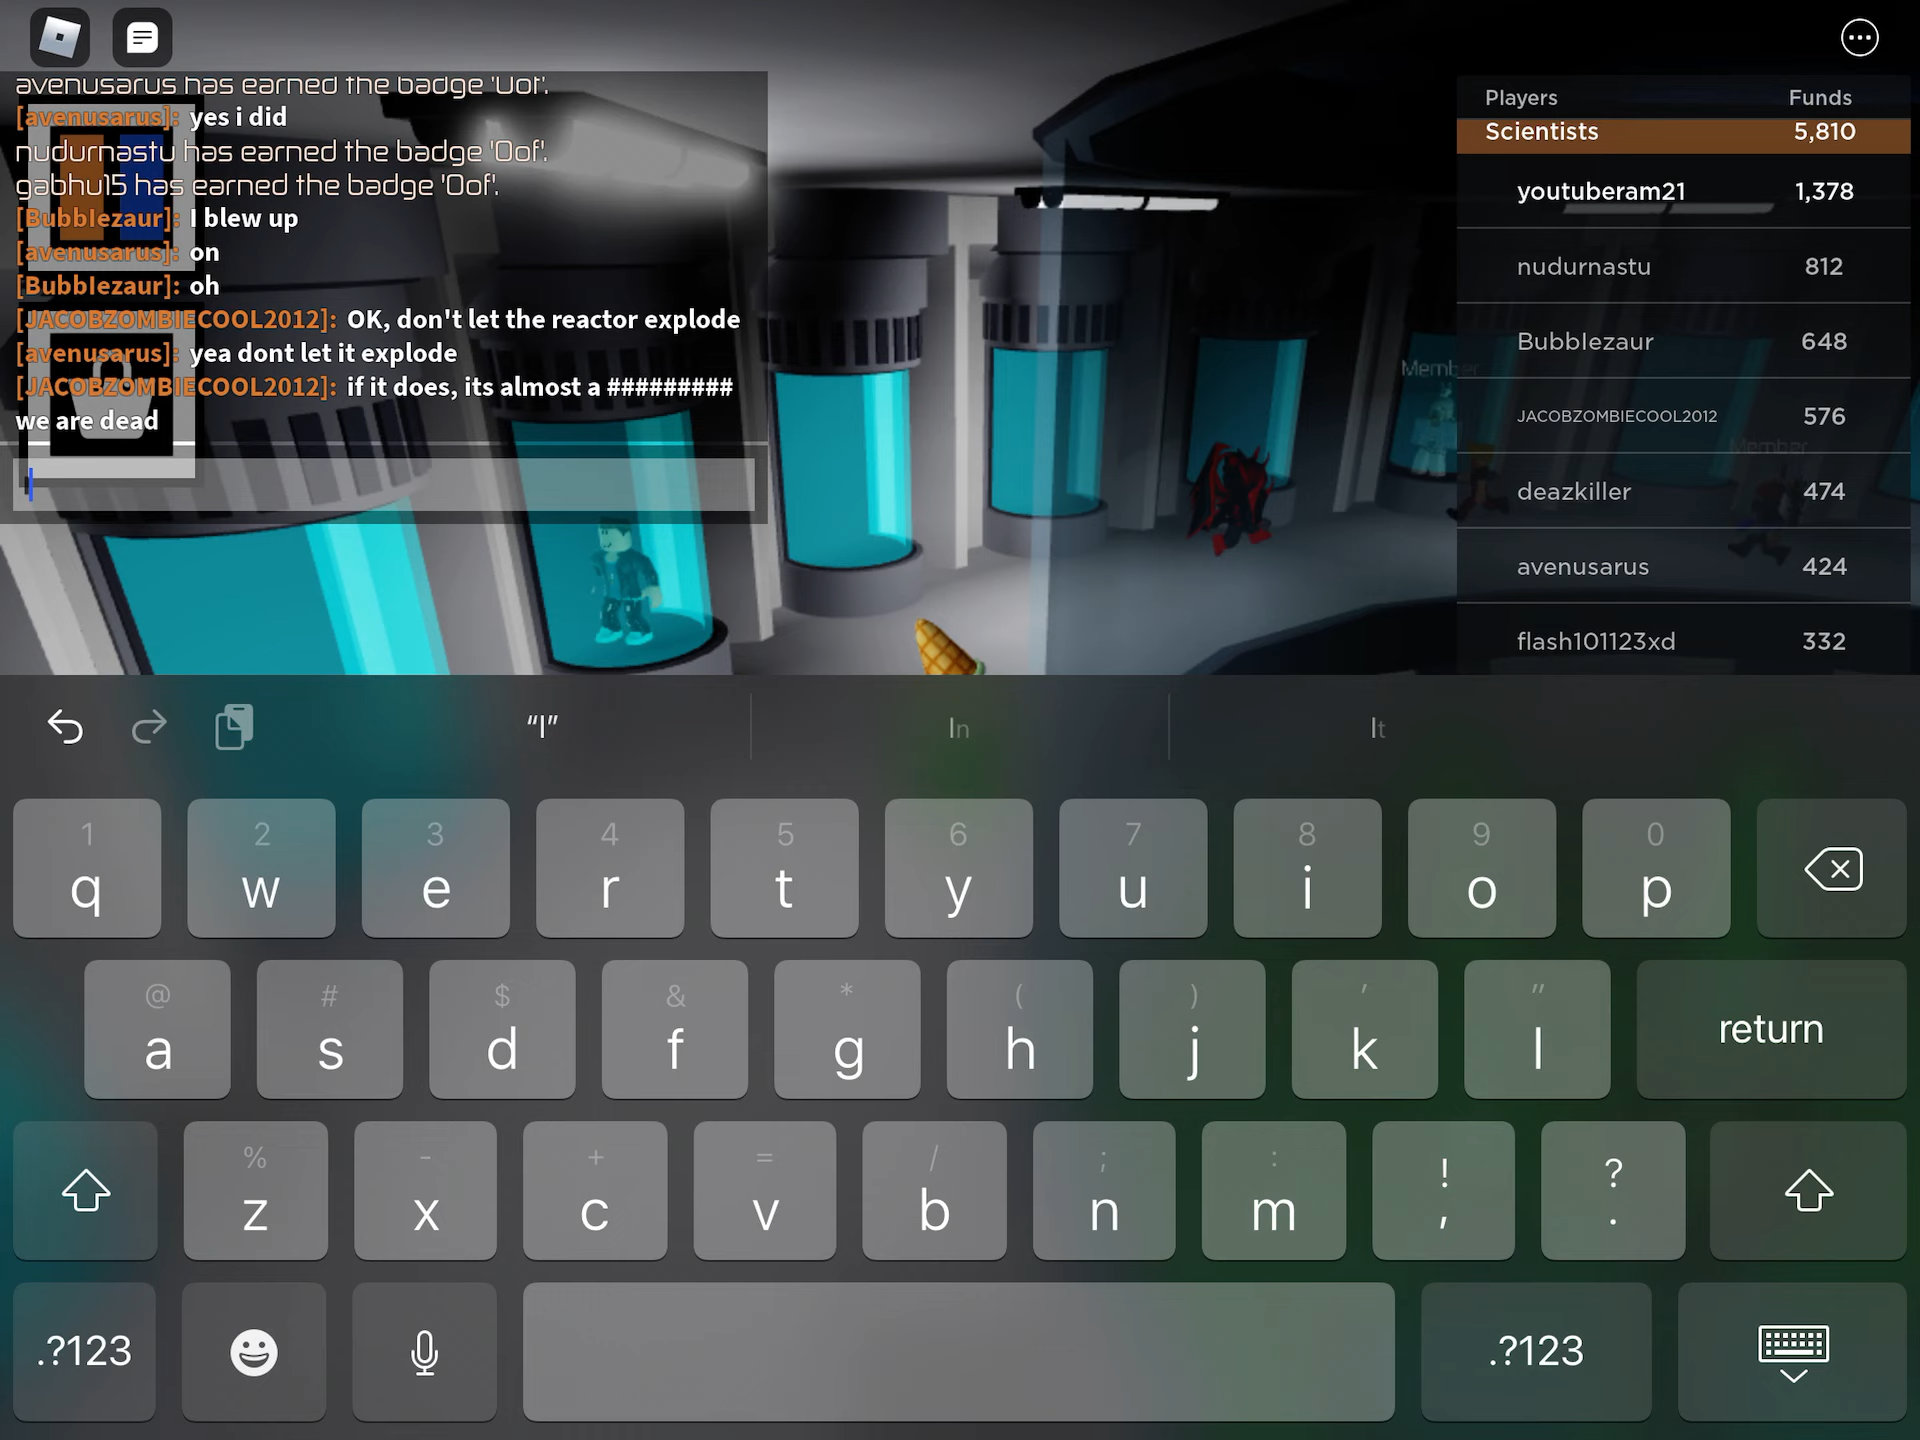 avenusarus has earned the badge 'Oof'.
[avenusarus]: yes i did
nudurnastu has earned the badge 'Oof'.
gabhu15 has earned the badge 'Oof'.
[Bubblezaur]: I blew up
[avenusarus]: on
[Bubblezaur]: oh
[JACOBZOMBIECOOL2012]: OK, don't let the reactor explode
[avenusarus]: yea dont let it explode
[JACOBZOMBIECOOL2012]: if it does, its almost a #########
we are dead
Players Funds
Scientists 5,810
youtuberam21 1,378
nudurnastu 812
Bubblezaur 648
JACOBZOMBIECOOL2012 576
deazkiller 474
avenusarus 424
flash101123xd 332
Member
Member
“I” In It
1 2 3 4 5 6 7 8 9 0
q w e r t y u i o p
@ # $ & * ( ) ' "
a s d f g h j k l return
% - + = / ; : ! ?
z x c v b n m , .
.?123 .?123